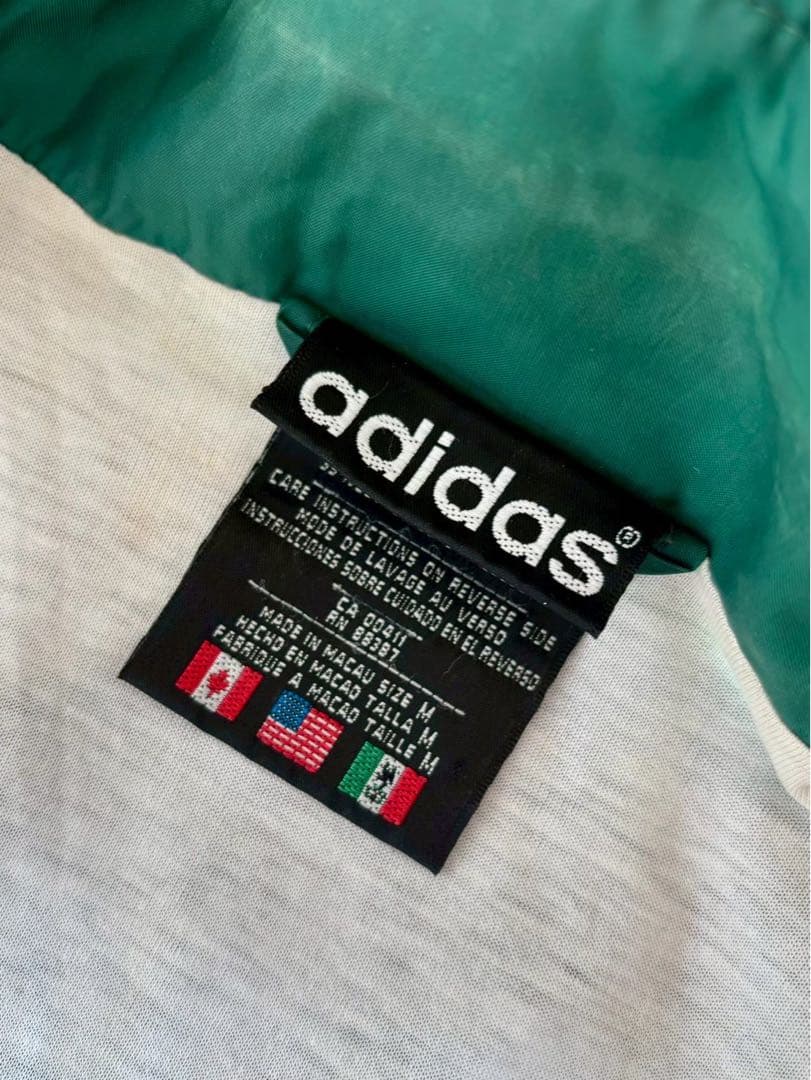 adidas®
CARE INSTRUCTIONS ON REVERSE SIDE
MODE DE LAVAGE AU VERSO
INSTRUCCIONES SOBRE CUIDADO EN EL REVERSO
CA 00411
RN 88387
MADE IN MACAU SIZE M
HECHO EN MACAO TALLA M
FABRIQUE A MACAO TAILLE M